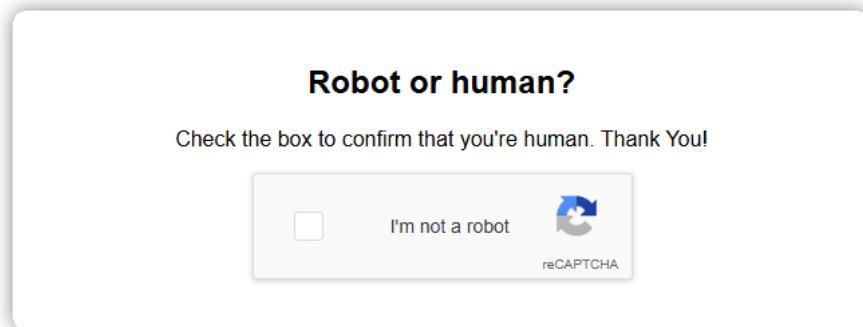 Robot or human?
Check the box to confirm that you're human. Thank You!
I'm not a robot
reCAPTCHA